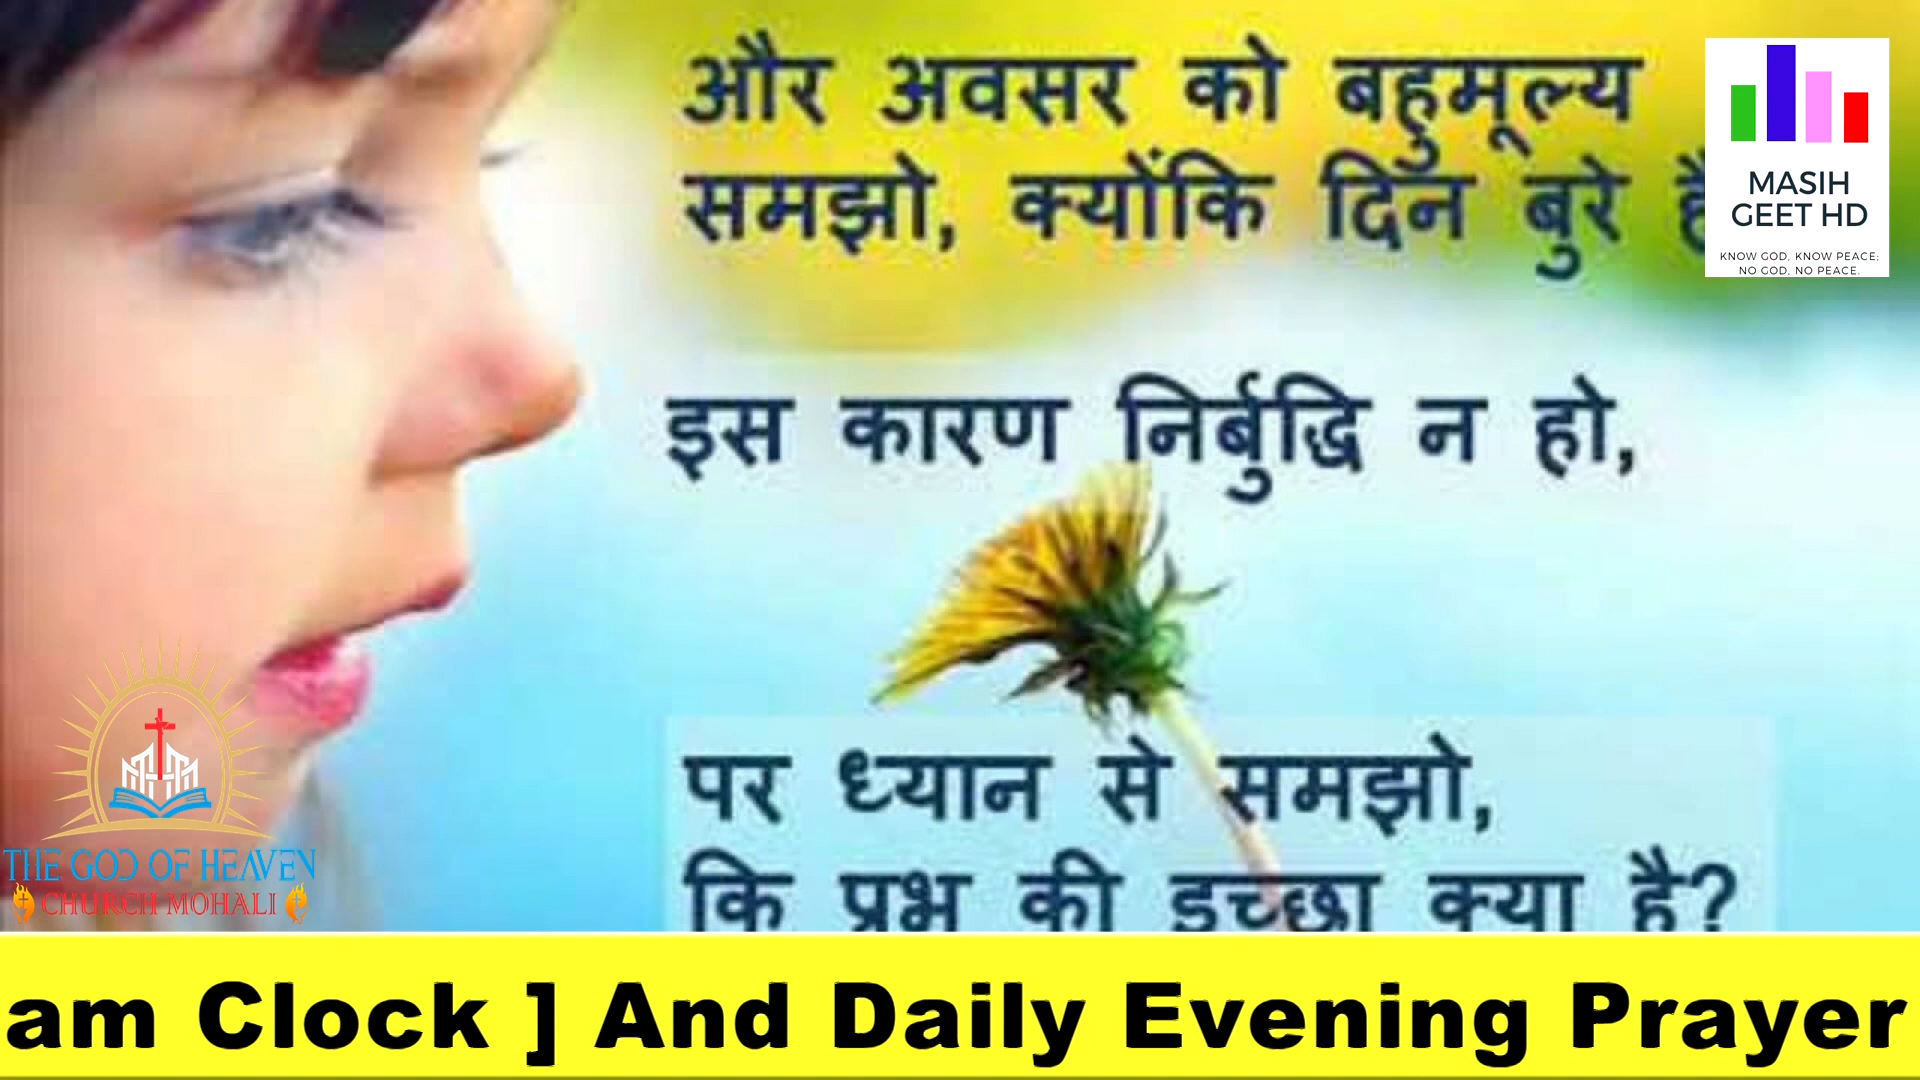 और अवसर को बहुमूल्य
समझो, क्योंकि दिन बुरे
इस कारण निर्बुद्धि न हो,
पर ध्यान से समझो,
कि प्रभु की इच्छा क्या है?
MASIH
GEET HD
KNOW GOD, KNOW PEACE;
NO GOD, NO PEACE.
THE GOD OF HEAVEN
CHURCH MOHALI
am Clock ] And Daily Evening Prayer